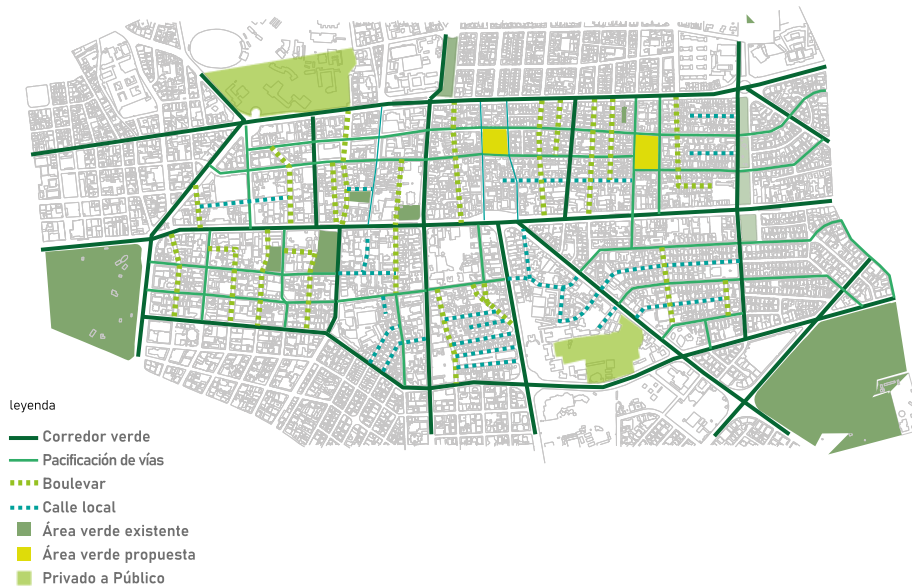 leyenda
Corredor verde
Pacificación de vías
Boulevar
Calle local
Área verde existente
Área verde propuesta
Privado a Público